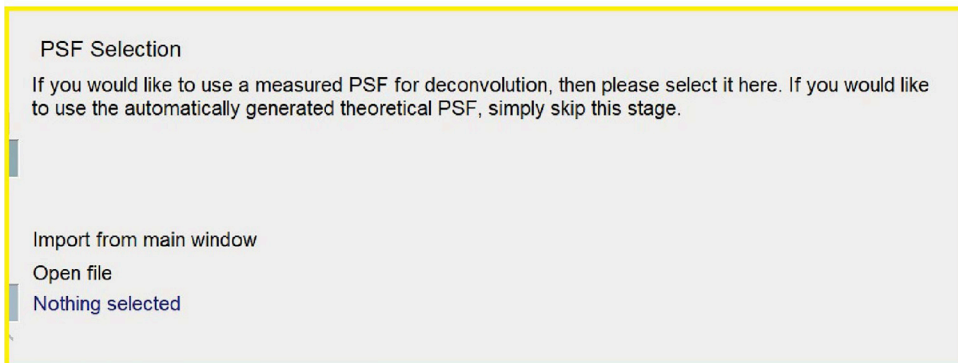 PSF Selection
If you would like to use a measured PSF for deconvolution, then please select it here. If you would like
to use the automatically generated theoretical PSF, simply skip this stage.
Import from main window
Open file
Nothing selected